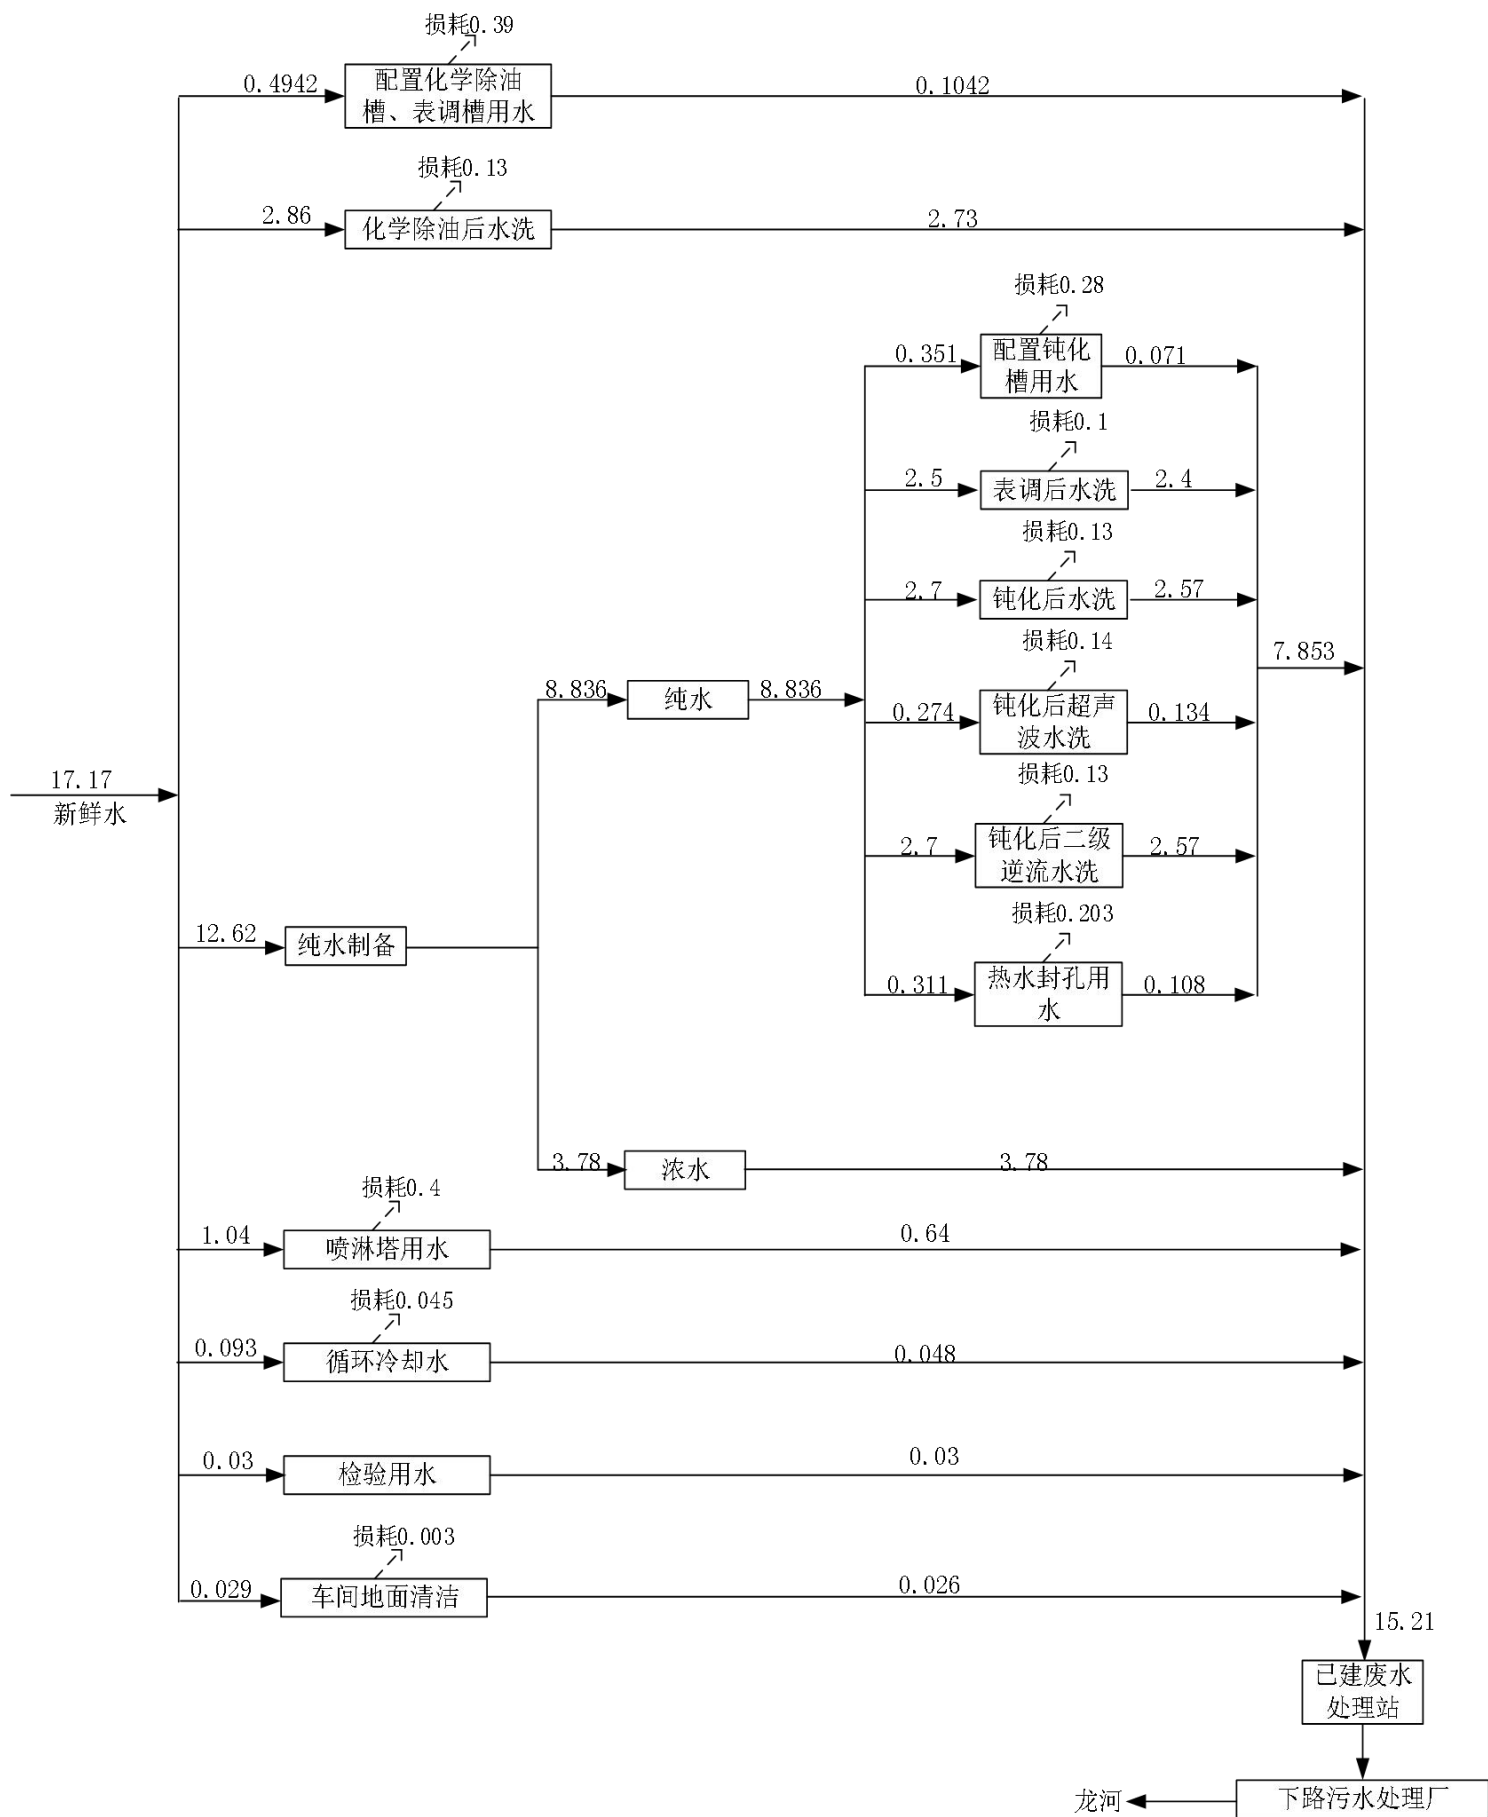 损耗0.39
0.4942
配置化学除油
槽、表调槽用水
0.1042
损耗0.13
2.86
化学除油后水洗
2.73
损耗0.28
0.351
配置钝化
槽用水
0.071
损耗0.1
2.5
表调后水洗
2.4
损耗0.13
2.7
钝化后水洗
2.57
损耗0.14
7.853
8.836
纯水
8.836
0.274
钝化后超声
波水洗
0.134
17.17
新鲜水
损耗0.13
2.7
钝化后二级
逆流水洗
2.57
损耗0.203
12.62
纯水制备
0.311
热水封孔用
水
0.108
3.78
浓水
3.78
损耗0.4
1.04
喷淋塔用水
0.64
损耗0.045
0.093
循环冷却水
0.048
0.03
检验用水
0.03
损耗0.003
0.029
车间地面清洁
0.026
15.21
已建废水
处理站
龙河
下路污水处理厂